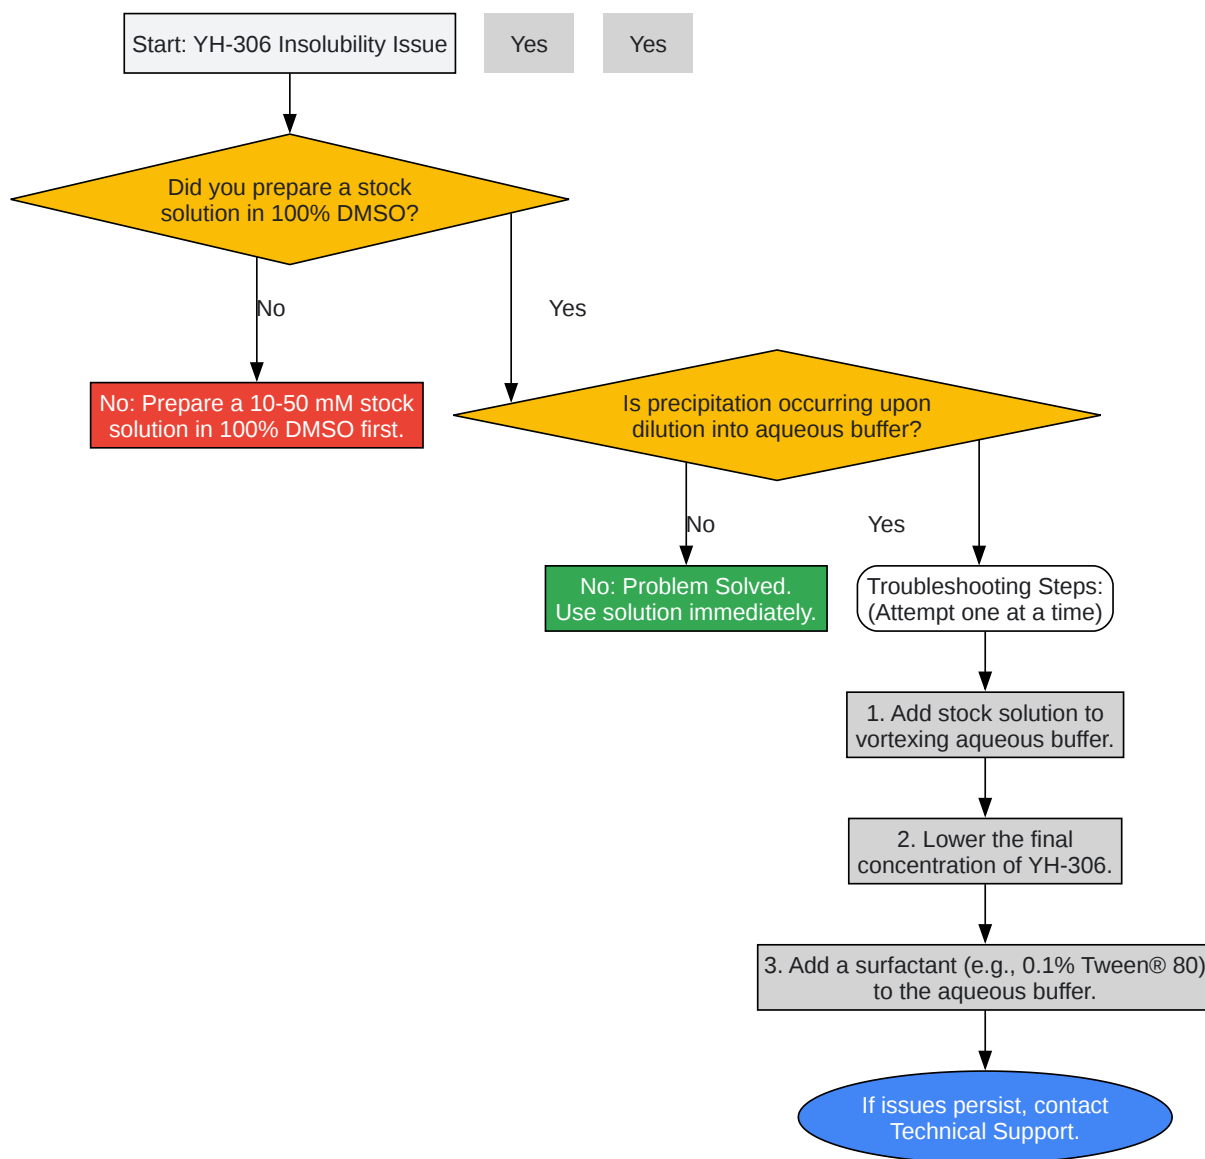 Start: YH-306 Insolubility Issue
Yes
Yes
Did you prepare a stock
solution in 100% DMSO?
No
Yes
No: Prepare a 10-50 mM stock
solution in 100% DMSO first.
Is precipitation occurring upon
dilution into aqueous buffer?
No
Yes
No: Problem Solved.
Use solution immediately.
Troubleshooting Steps:
(Attempt one at a time)
1. Add stock solution to
vortexing aqueous buffer.
2. Lower the final
concentration of YH-306.
3. Add a surfactant (e.g., 0.1% Tween® 80)
to the aqueous buffer.
If issues persist, contact
Technical Support.